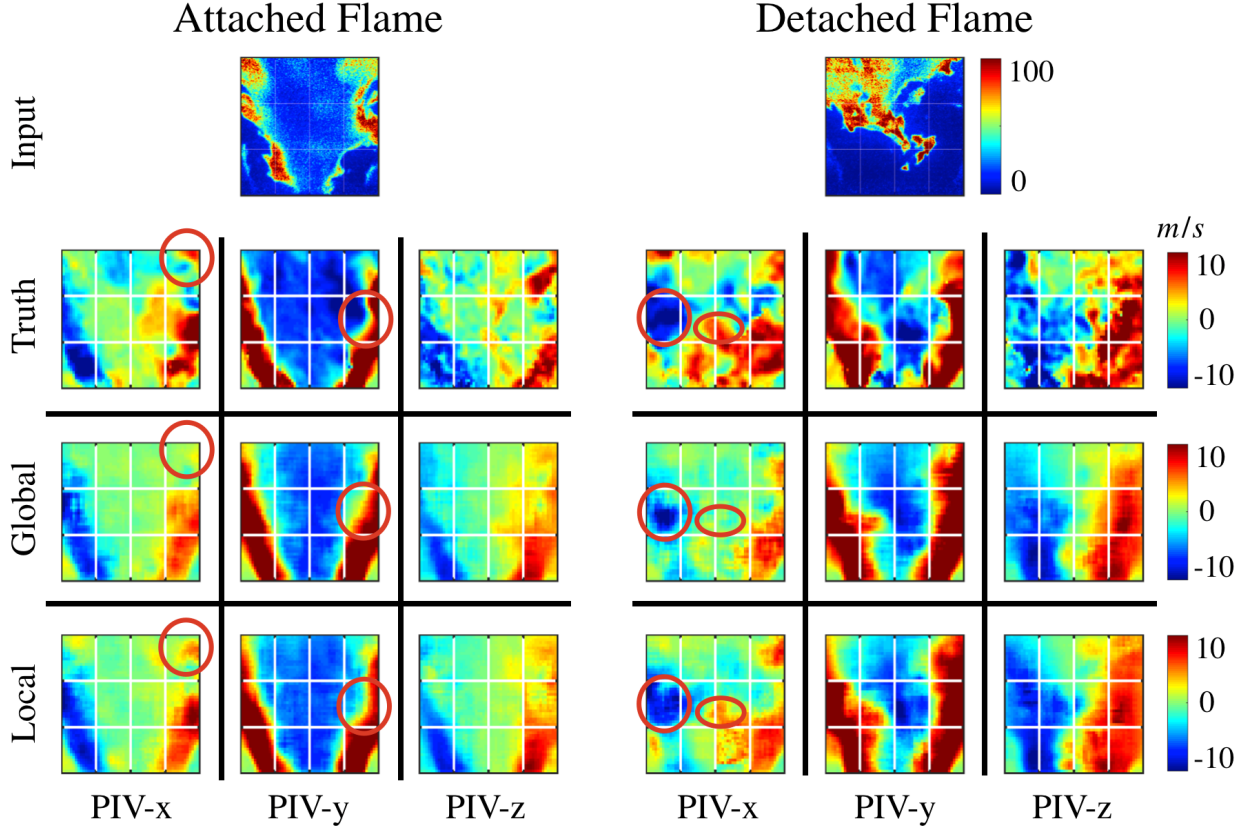 Attached Flame
Detached Flame
Input
100
0
m/s
Truth
10
0
-10
Global
10
0
-10
Local
10
0
-10
PIV-x
PIV-y
PIV-z
PIV-x
PIV-y
PIV-z